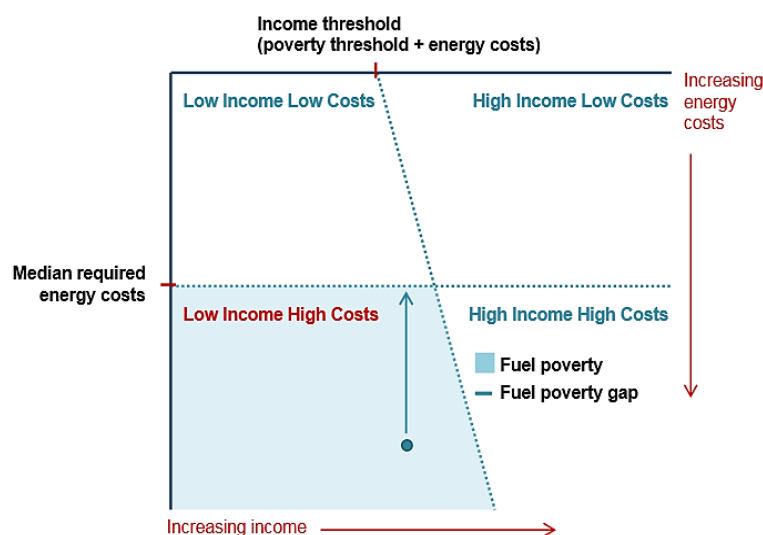 Income threshold
(poverty threshold + energy costs)
Increasing
energy
costs
Low Income Low Costs
High Income Low Costs
Median required
energy costs
Low Income High Costs
High Income High Costs
Fuel poverty
Fuel poverty gap
Increasing income